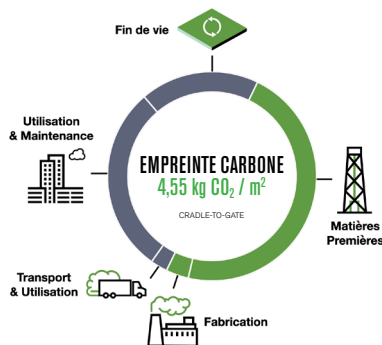 Fin de vie
Utilisation
& Maintenance
EMPREINTE CARBONE
4,55 kg CO₂ / m²
CRADLE-TO-GATE
Matières
Premières
Transport
& Utilisation
Fabrication